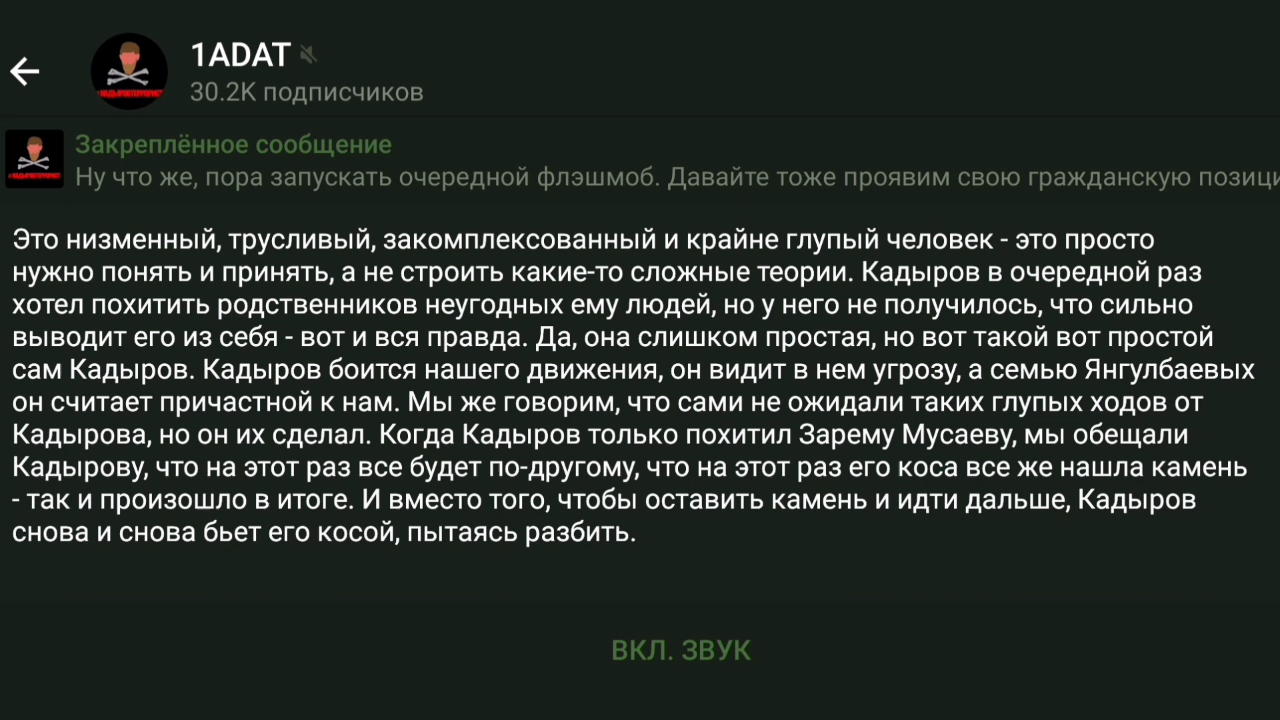 1ADAT
30.2K подписчиков
Закреплённое сообщение
Ну что же, пора запускать очередной флэшмоб. Давайте тоже проявим свою гражданскую позици
Это низменный, трусливый, закомплексованный и крайне глупый человек - это просто
нужно понять и принять, а не строить какие-то сложные теории. Кадыров в очередной раз
хотел похитить родственников неугодных ему людей, но у него не получилось, что сильно
выводит его из себя - вот и вся правда. Да, она слишком простая, но вот такой вот простой
сам Кадыров. Кадыров боится нашего движения, он видит в нем угрозу, а семью Янгулбаевых
он считает причастной к нам. Мы же говорим, что сами не ожидали таких глупых ходов от
Кадырова, но он их сделал. Когда Кадыров только похитил Зарему Мусаеву, мы обещали
Кадырову, что на этот раз все будет по-другому, что на этот раз его коса все же нашла камень
- так и произошло в итоге. И вместо того, чтобы оставить камень и идти дальше, Кадыров
снова и снова бьет его косой, пытаясь разбить.
ВКЛ. ЗВУК